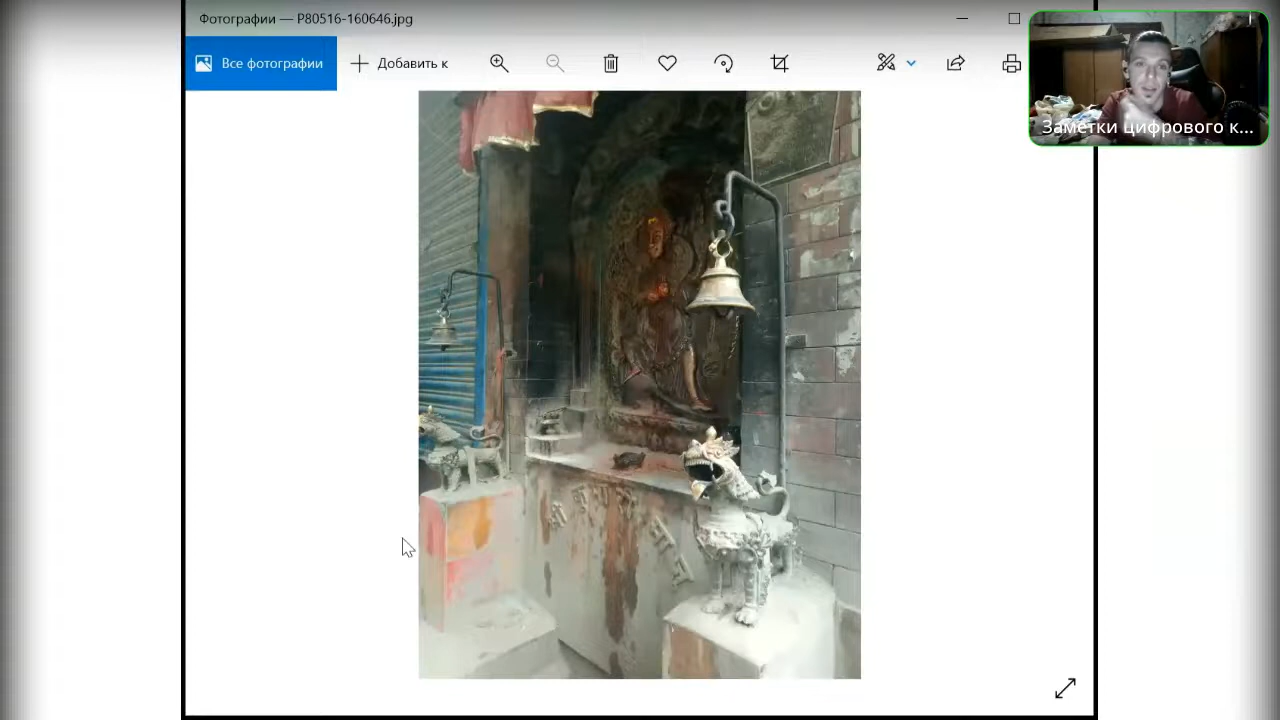 Фотографии — P80516-160646.jpg
Все фотографии
Добавить к
Заметки цифрового к...